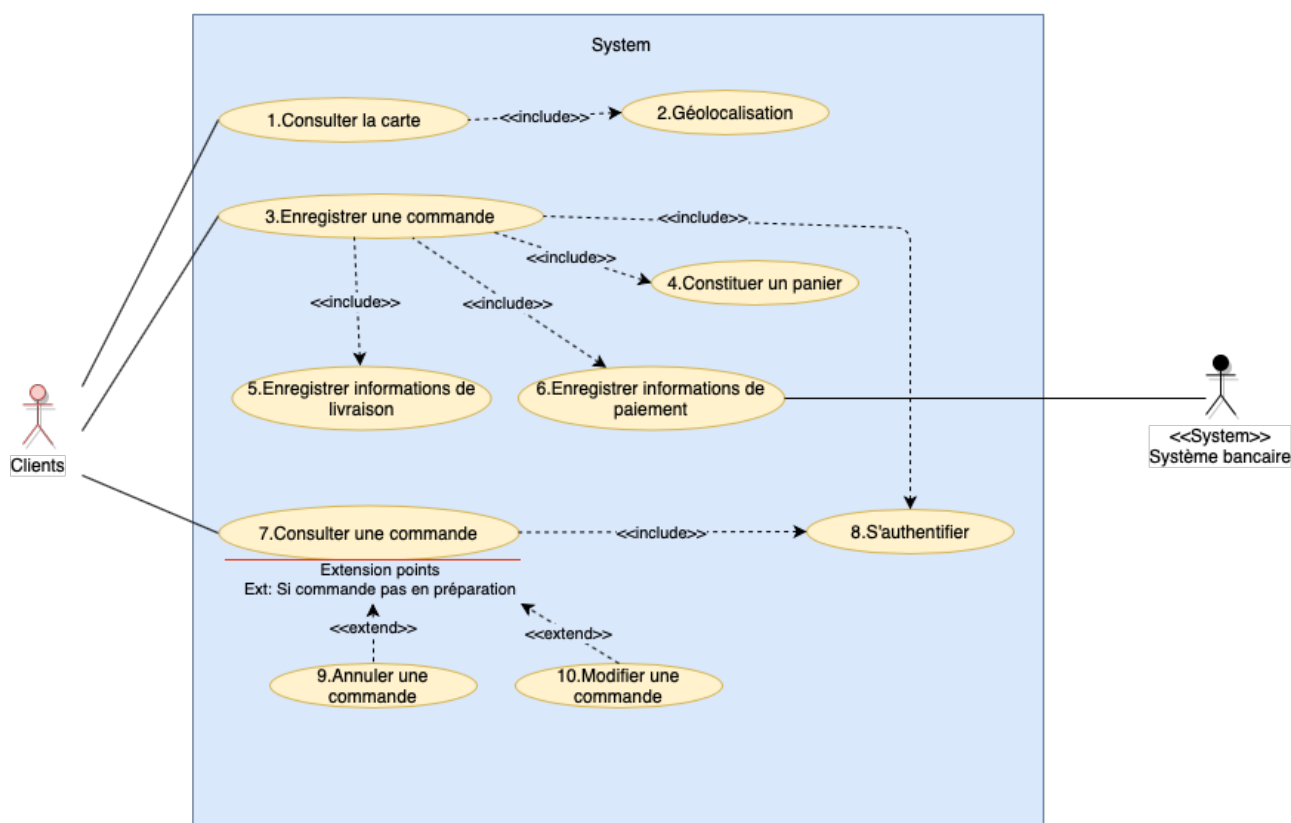 System
1.Consulter la carte
<<include>>
2.Géolocalisation
3.Enregistrer une commande
<<include>>
<<include>>
4.Constituer un panier
<<include>>
<<include>>
5.Enregistrer informations de
livraison
6.Enregistrer informations de
paiement
Clients
<<System>>
Système bancaire
7.Consulter une commande
<<include>>
8.S'authentifier
Extension points
Ext: Si commande pas en préparation
<<extend>>
<<extend>>
9.Annuler une
commande
10.Modifier une
commande